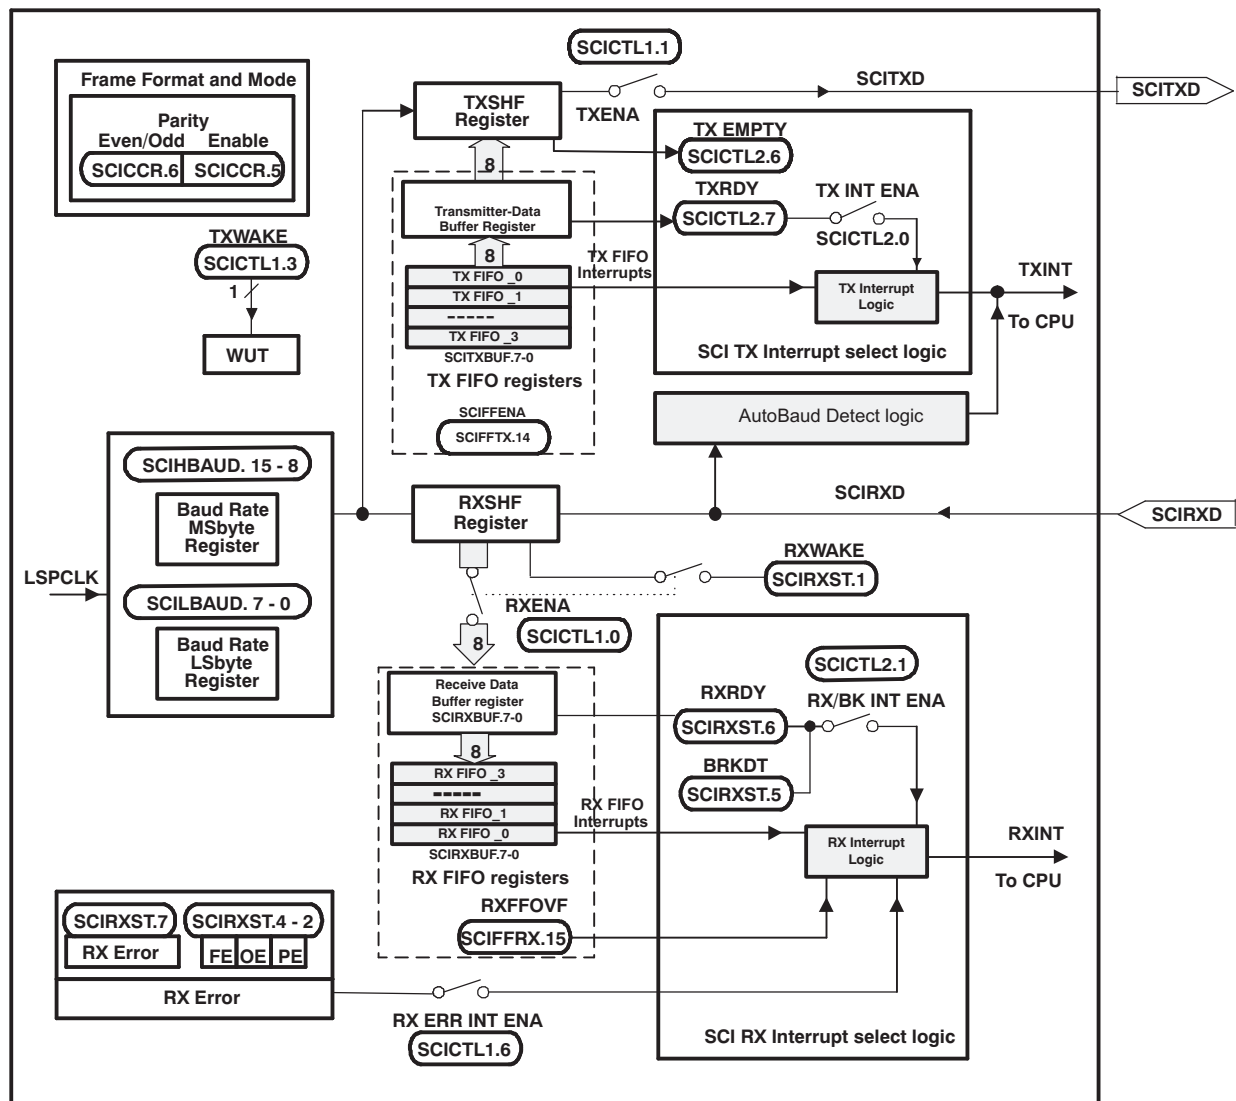 SCICTL1.1
Frame Format and Mode
Parity
Even/Odd Enable
SCICCR.6 SCICCR.5
TXSHF
Register
TXENA
SCITXD
SCITXD
8
TX EMPTY
SCICTL2.6
TXRDY
SCICTL2.7
TX INT ENA
SCICTL2.0
Transmitter-Data
Buffer Register
8
TX FIFO
Interrupts
TXWAKE
SCICTL1.3
1
WUT
TX FIFO _0
TX FIFO _1
-----
TX FIFO _3
SCITXBUF.7-0
TX FIFO registers
SCIFFENA
SCIFFTX.14
TX Interrupt
Logic
TXINT
To CPU
SCI TX Interrupt select logic
AutoBaud Detect logic
SCIHBAUD. 15 - 8
Baud Rate
MSbyte
Register
LSPCLK
SCILBAUD. 7 - 0
Baud Rate
LSbyte
Register
RXSHF
Register
SCIRXD
SCIRXD
RXWAKE
SCIRXST.1
RXENA
SCICTL1.0
8
Receive Data
Buffer register
SCIRXBUF.7-0
8
RX FIFO _3
-----
RX FIFO_1
RX FIFO _0
SCIRXBUF.7-0
RX FIFO registers
RX FIFO
Interrupts
SCICTL2.1
RXRDY
RX/BK INT ENA
SCIRXST.6
BRKDT
SCIRXST.5
RX Interrupt
Logic
RXINT
To CPU
RXFFOVF
SCIFFRX.15
SCIRXST.7 SCIRXST.4 - 2
RX Error FE OE PE
RX Error
RX ERR INT ENA
SCICTL1.6
SCI RX Interrupt select logic